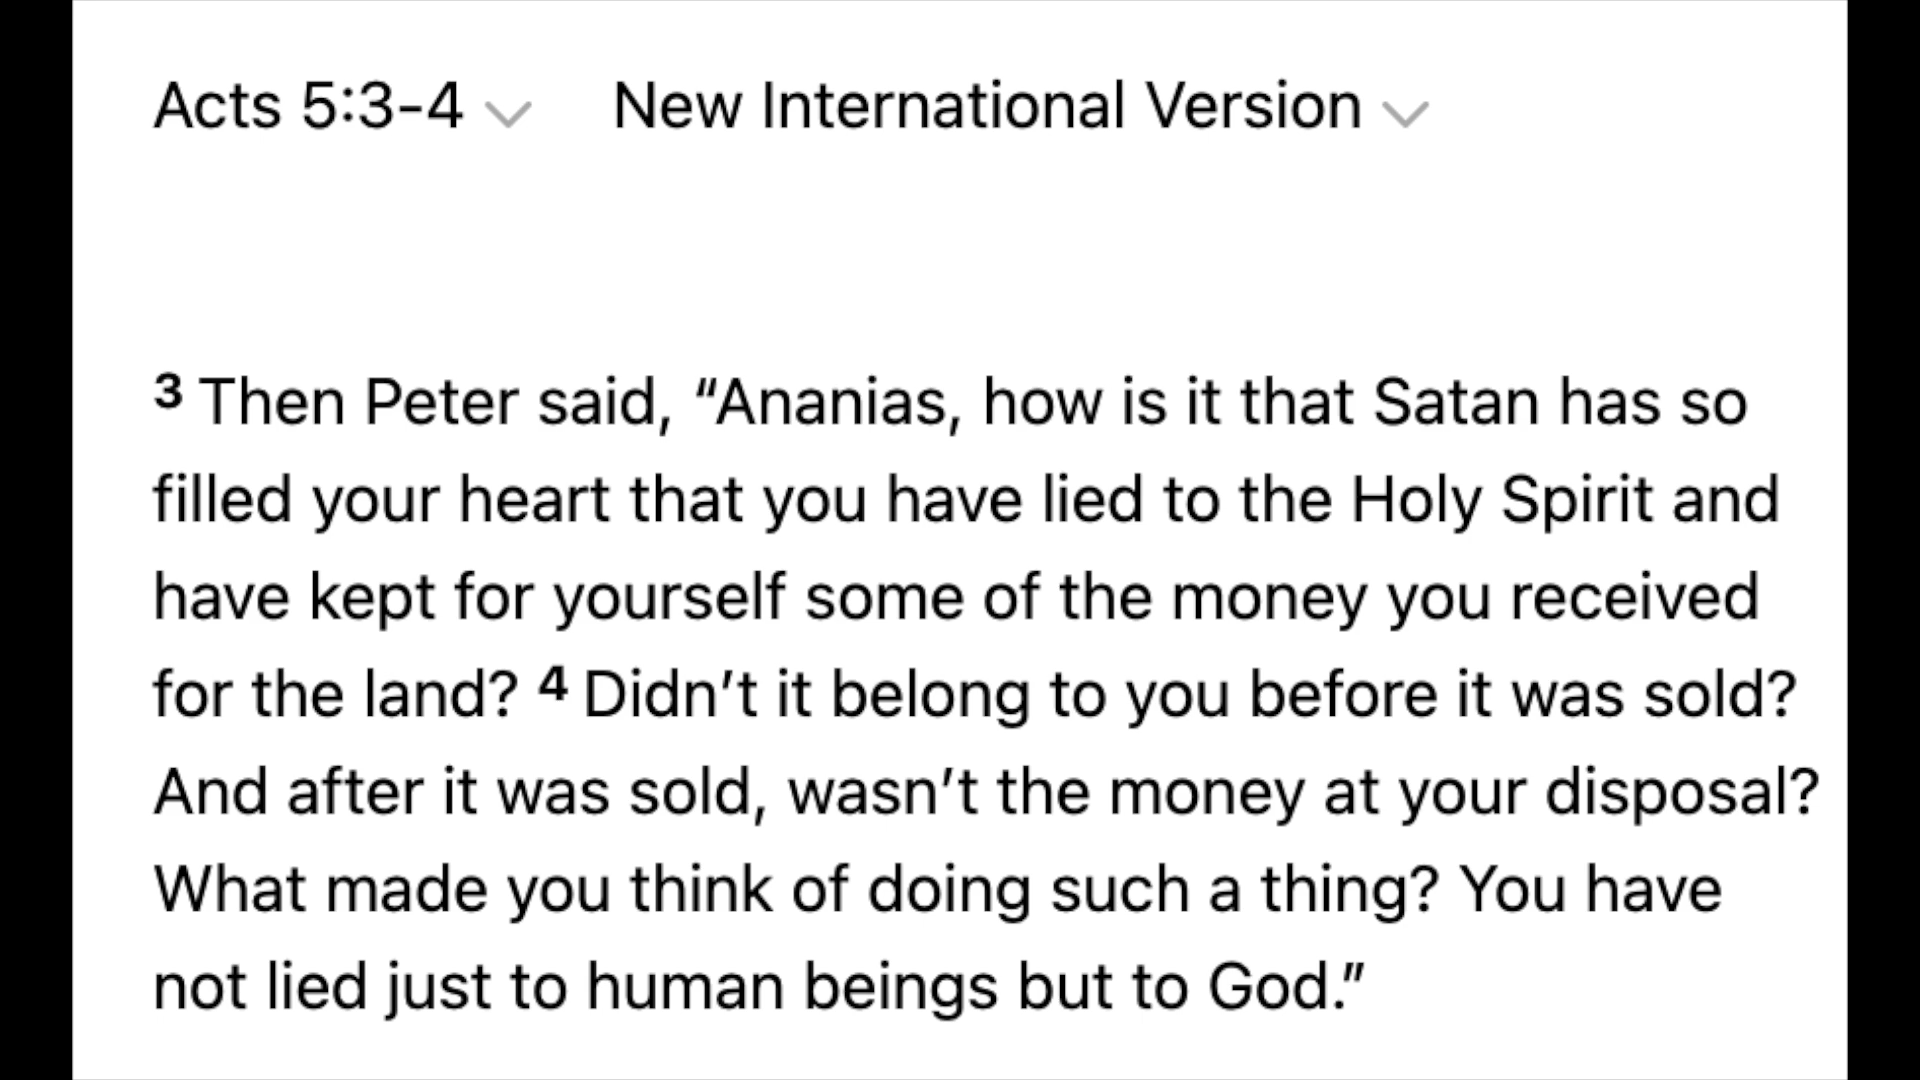 Acts 5:3-4 New International Version
3 Then Peter said, “Ananias, how is it that Satan has so
filled your heart that you have lied to the Holy Spirit and
have kept for yourself some of the money you received
for the land? 4 Didn’t it belong to you before it was sold?
And after it was sold, wasn’t the money at your disposal?
What made you think of doing such a thing? You have
not lied just to human beings but to God.”